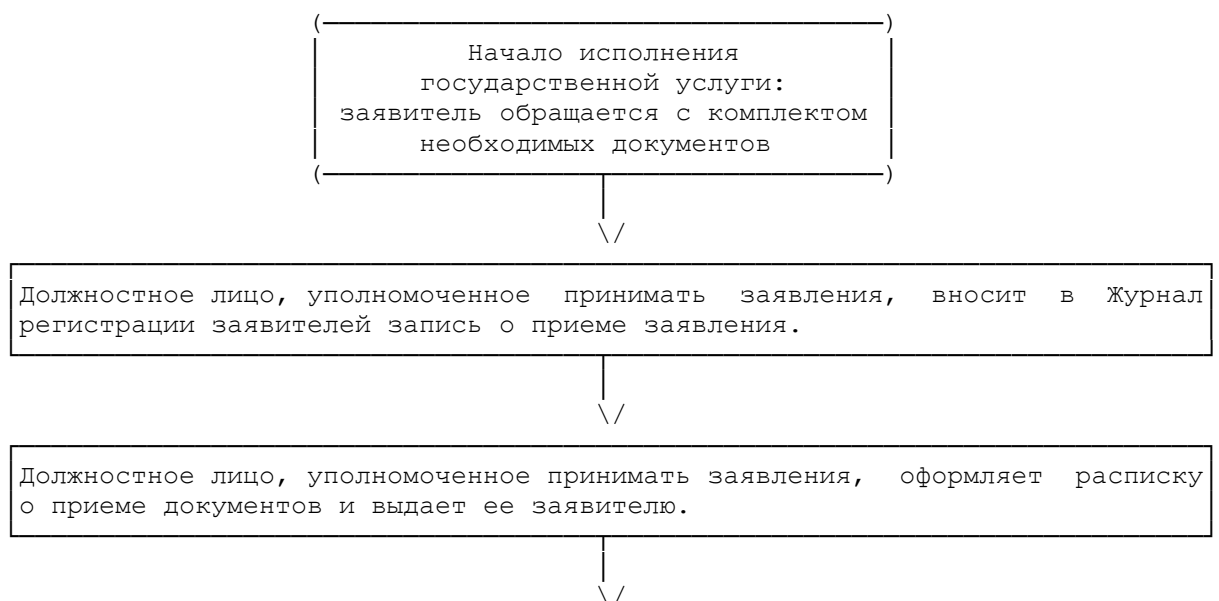 Начало исполнения
государственной услуги:
заявитель обращается с комплектом
необходимых документов
Должностное лицо, уполномоченное принимать заявления, вносит в Журнал
регистрации заявителей запись о приеме заявления.
Должностное лицо, уполномоченное принимать заявления, оформляет расписку
о приеме документов и выдает ее заявителю.